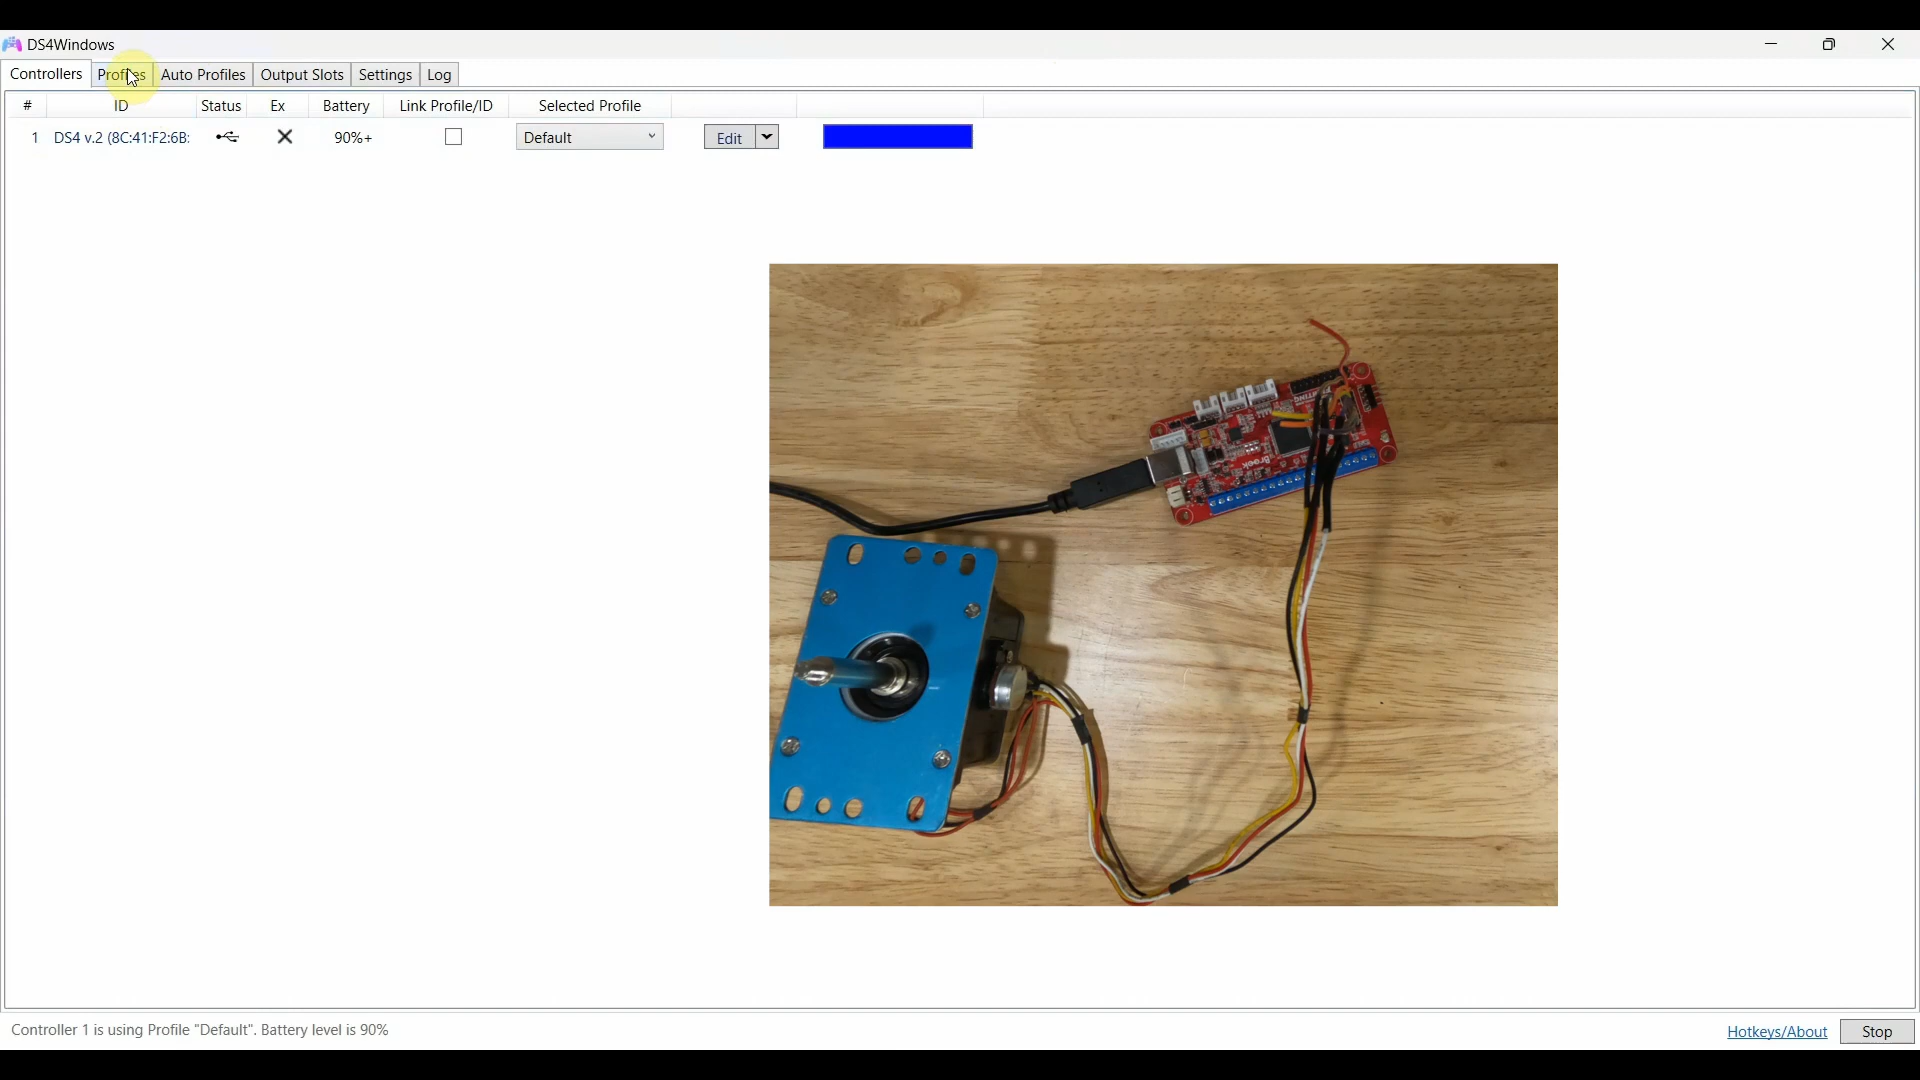 DS4Windows
Controllers Profiles Auto Profiles Output Slots Settings Log
# ID Status Ex Battery Link Profile/ID Selected Profile
1 DS4 v.2 (8C:41:F2:6B: 90%+ Default Edit
Brook
Controller 1 is using Profile "Default". Battery level is 90%
Hotkeys/About Stop